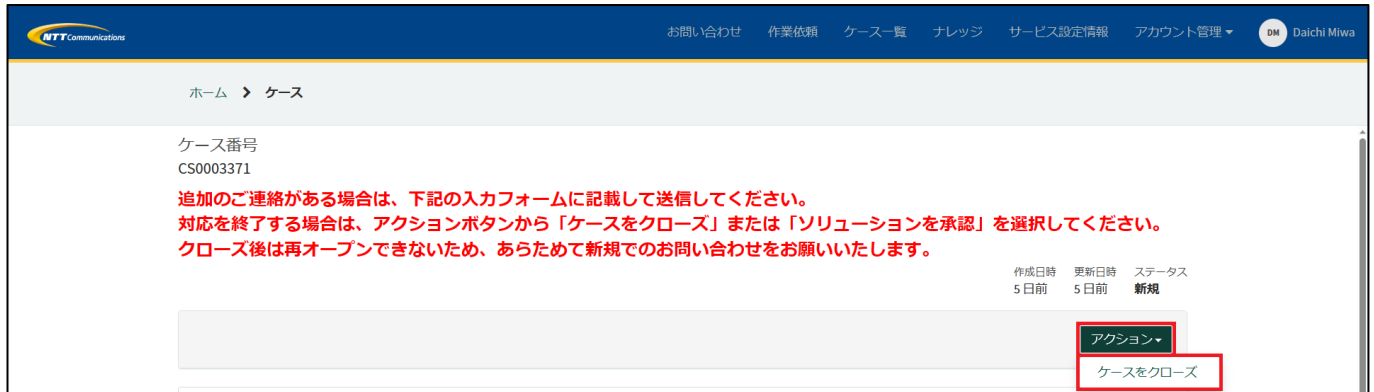 NTT Communications
お問い合わせ 作業依頼 ケース一覧 ナレッジ サービス設定情報 アカウント管理 DM Daichi Miwa
ホーム ケース
ケース番号
CS0003371
追加のご連絡がある場合は、下記の入力フォームに記載して送信してください。
対応を終了する場合は、アクションボタンから「ケースをクローズ」または「ソリューションを承認」を選択してください。
クローズ後は再オープンできないため、あらためて新規でのお問い合わせをお願いいたします。
作成日時 更新日時 ステータス
5 日前 5 日前 新規
アクション
ケースをクローズ